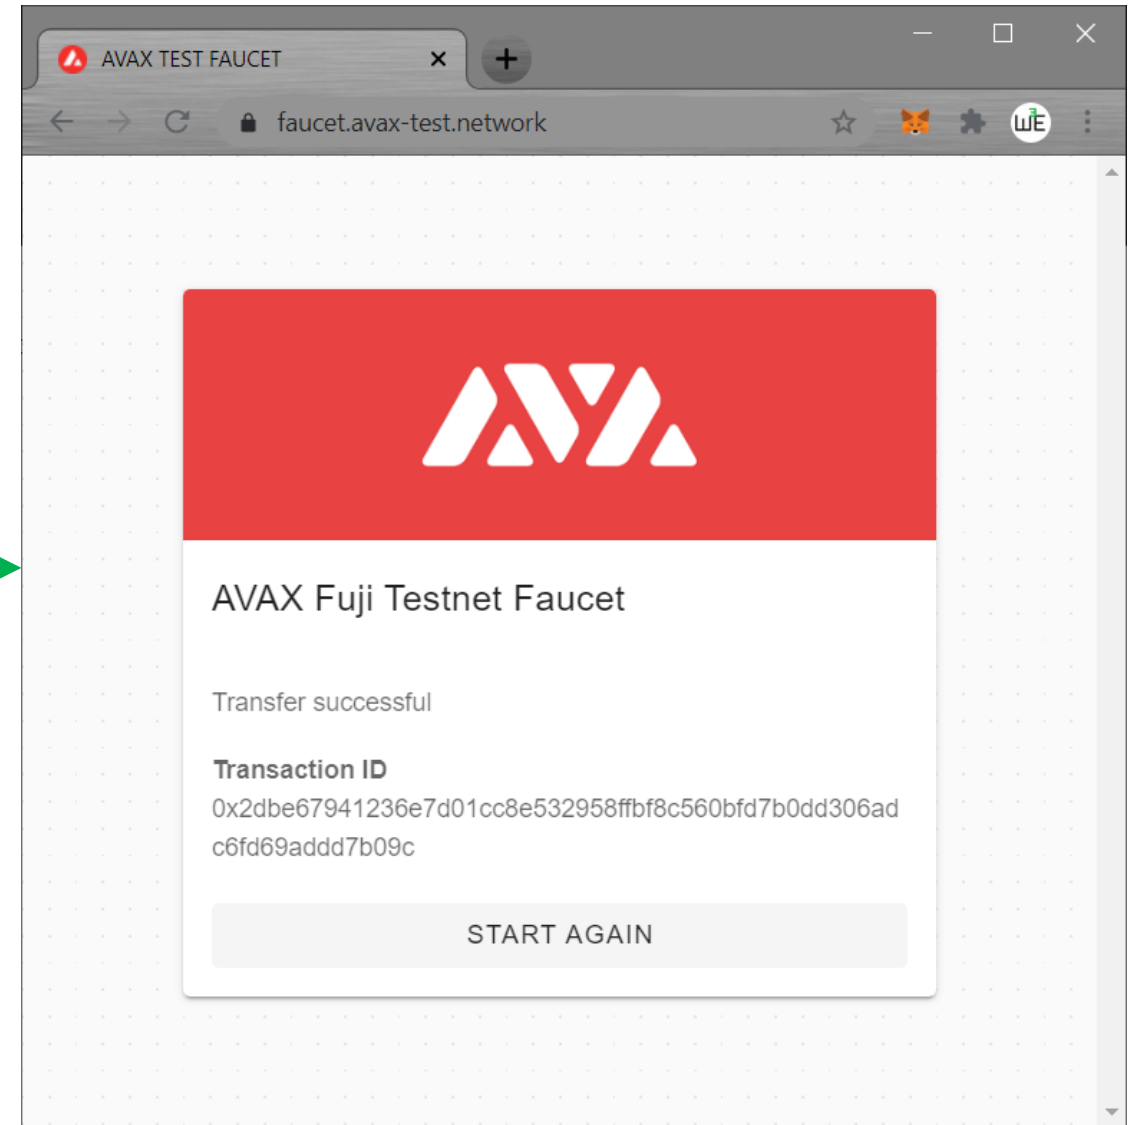 AVAX TEST FAUCET
faucet.avax-test.network
AVAX Fuji Testnet Faucet
Transfer successful
Transaction ID
0x2dbe67941236e7d01cc8e532958ffbf8c560bfd7b0dd306ad
c6fd69addd7b09c
START AGAIN